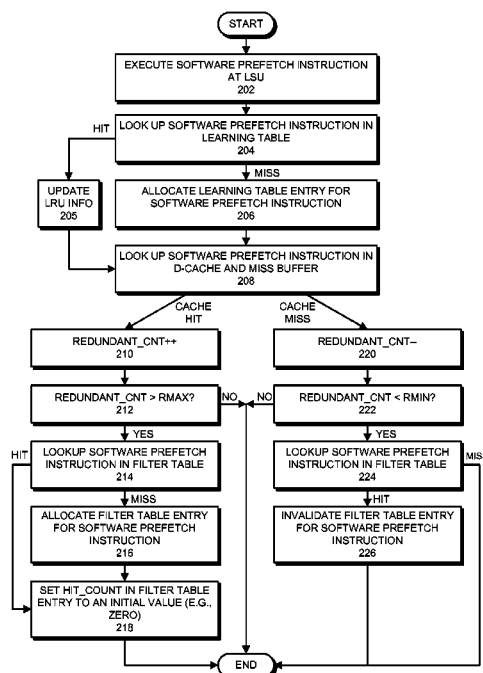 START
EXECUTE SOFTWARE PREFETCH INSTRUCTION
AT LSU
202
HIT
LOOK UP SOFTWARE PREFETCH INSTRUCTION IN
LEARNING TABLE
204
MISS
UPDATE
LRU INFO
205
ALLOCATE LEARNING TABLE ENTRY FOR
SOFTWARE PREFETCH INSTRUCTION
206
LOOK UP SOFTWARE PREFETCH INSTRUCTION IN
D-CACHE AND MISS BUFFER
208
CACHE
HIT
CACHE
MISS
REDUNDANT_CNT++
210
REDUNDANT_CNT--
220
REDUNDANT_CNT > RMAX?
212
NO
NO
REDUNDANT_CNT < RMIN?
222
YES
YES
HIT
LOOKUP SOFTWARE PREFETCH
INSTRUCTION IN FILTER TABLE
214
LOOKUP SOFTWARE PREFETCH
INSTRUCTION IN FILTER TABLE
224
MIS
MISS
HIT
ALLOCATE FILTER TABLE ENTRY
FOR SOFTWARE PREFETCH
INSTRUCTION
216
INVALIDATE FILTER TABLE ENTRY
FOR SOFTWARE PREFETCH
INSTRUCTION
226
SET HIT_COUNT IN FILTER TABLE
ENTRY TO AN INITIAL VALUE (E.G.,
ZERO)
218
END